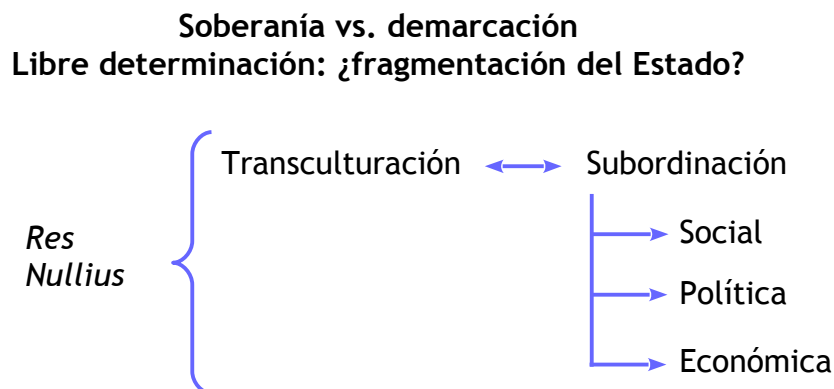 Soberanía vs. demarcación
Libre determinación: ¿fragmentación del Estado?
Transculturación
Subordinación
Res
Nullius
Social
Política
Económica